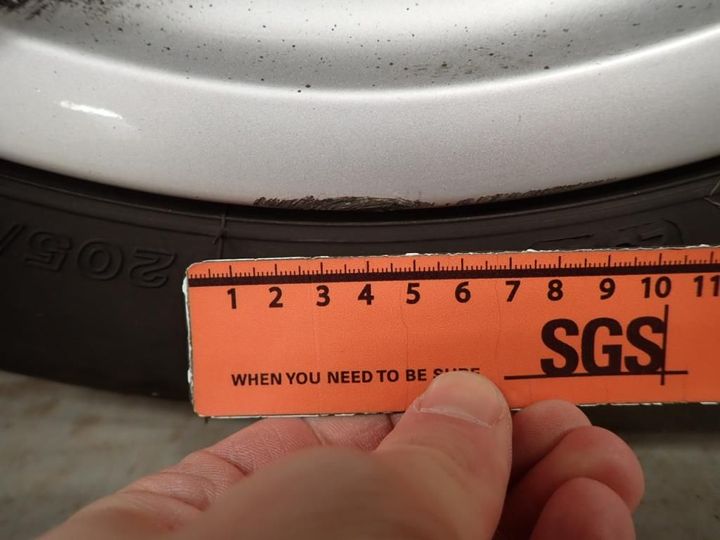 205/
1 2 3 4 5 6 7 8 9 10 11
SGS
WHEN YOU NEED TO BE SURE